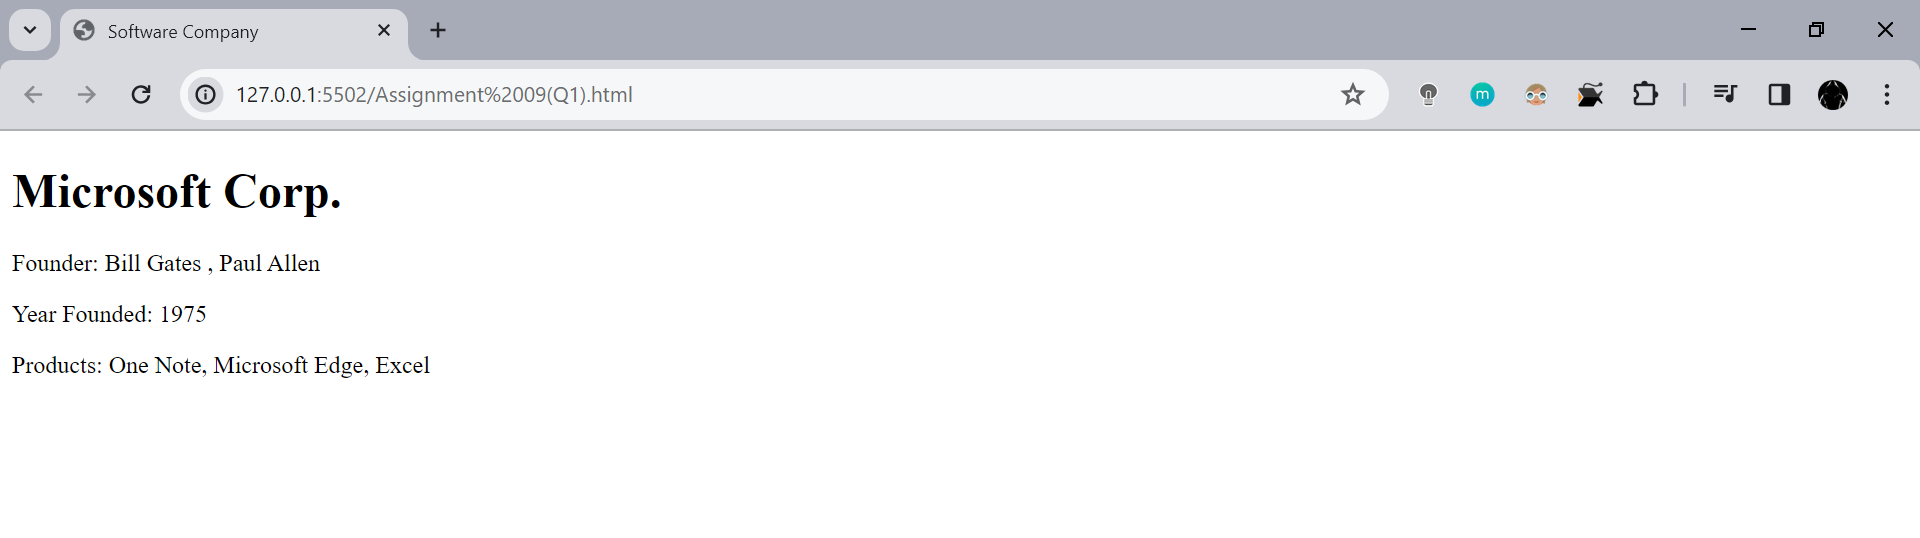 Software Company
127.0.0.1:5502/Assignment%2009(Q1).html
m
Microsoft Corp.
Founder: Bill Gates , Paul Allen
Year Founded: 1975
Products: One Note, Microsoft Edge, Excel